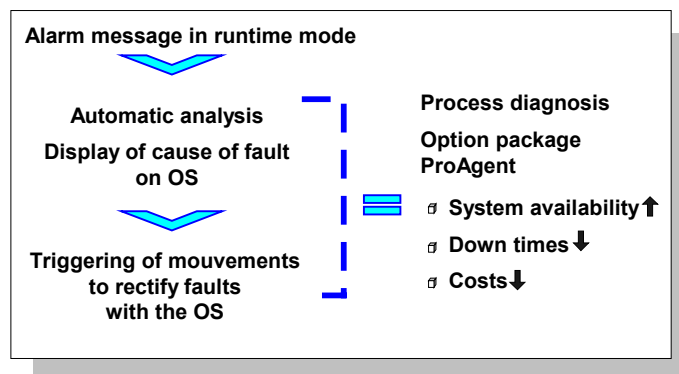 Alarm message in runtime mode
Automatic analysis
Display of cause of fault
on OS
Triggering of mouvements
to rectify faults
with the OS
Process diagnosis
Option package
ProAgent
System availability
Down times
Costs